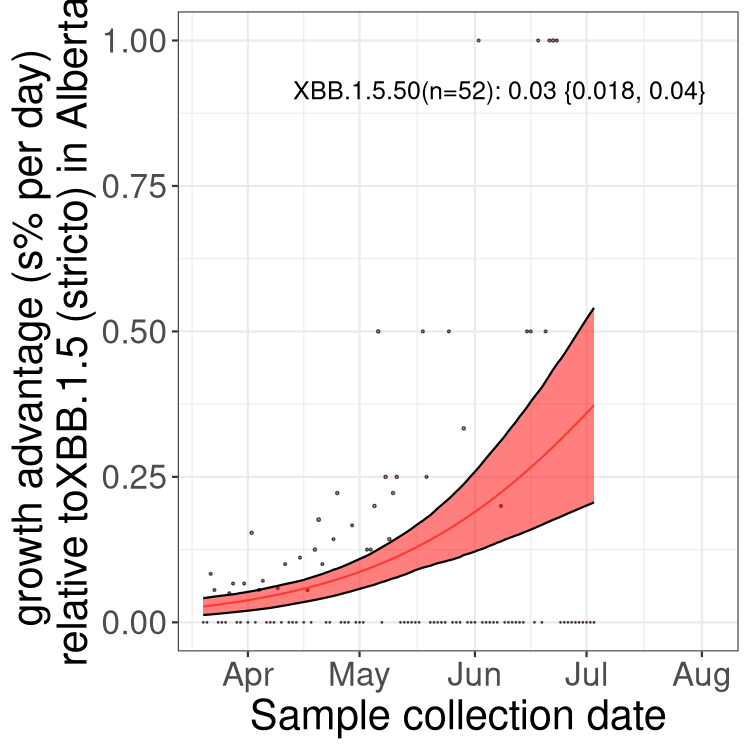 growth advantage (s% per day)
relative toXBB.1.5 (stricto) in Alberta
1.00
XBB.1.5.50(n=52): 0.03 {0.018, 0.04}
0.75
0.50
0.25
0.00
Apr May Jun Jul Aug
Sample collection date